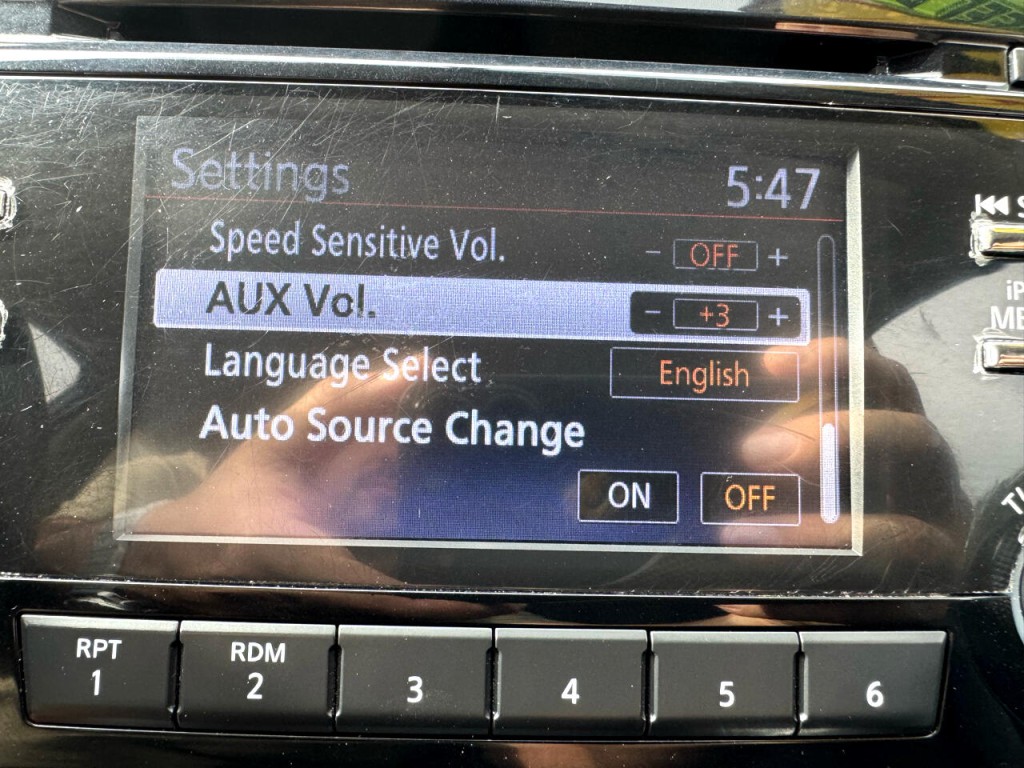 Settings 5:47
Speed Sensitive Vol. − OFF +
AUX Vol. − +3 +
Language Select English
Auto Source Change
ON OFF
RPT
1
RDM
2
3
4
5
6